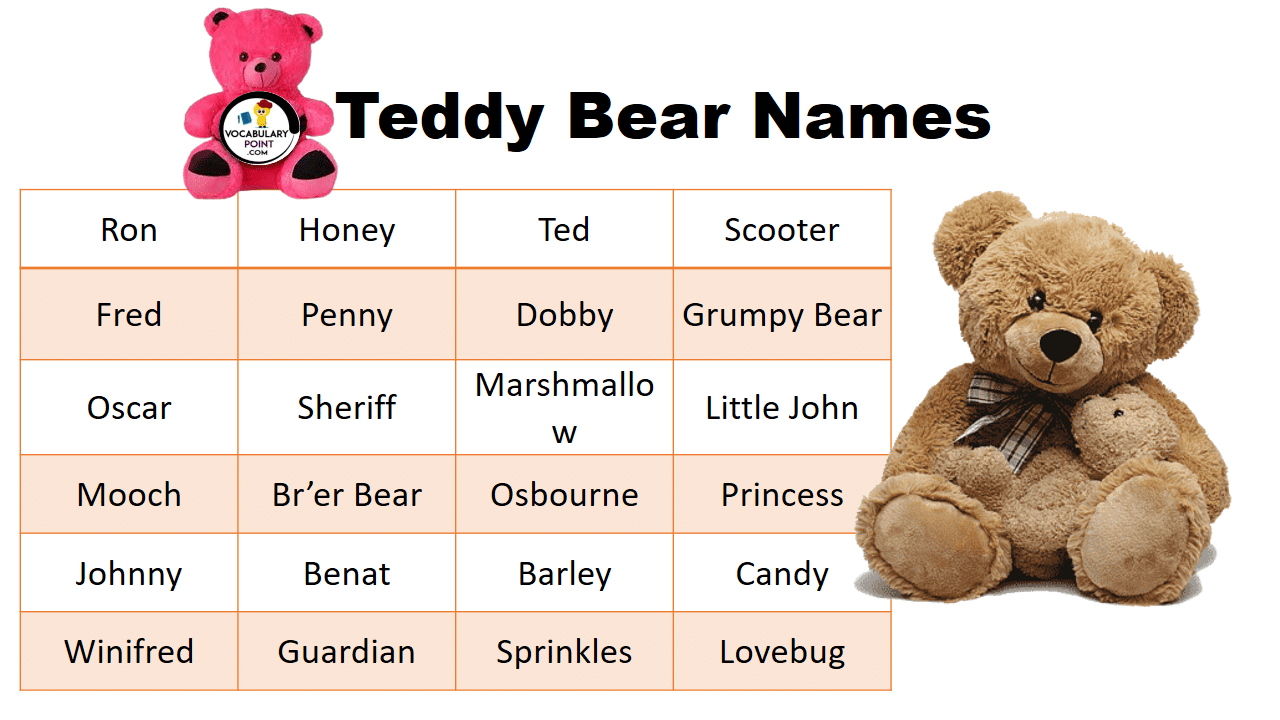 VOCABULARY
POINT
.COM
Teddy Bear Names
Ron Honey Ted Scooter
Fred Penny Dobby Grumpy Bear
Oscar Sheriff Marshmallo
w Little John
Mooch Br’er Bear Osbourne Princess
Johnny Benat Barley Candy
Winifred Guardian Sprinkles Lovebug